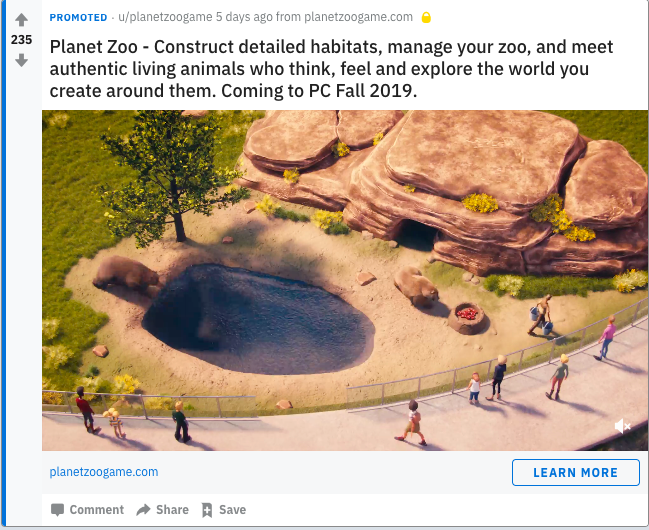 PROMOTED · u/planetzoogame 5 days ago from planetzoogame.com
235
Planet Zoo - Construct detailed habitats, manage your zoo, and meet
authentic living animals who think, feel and explore the world you
create around them. Coming to PC Fall 2019.
planetzoogame.com
LEARN MORE
Comment Share Save